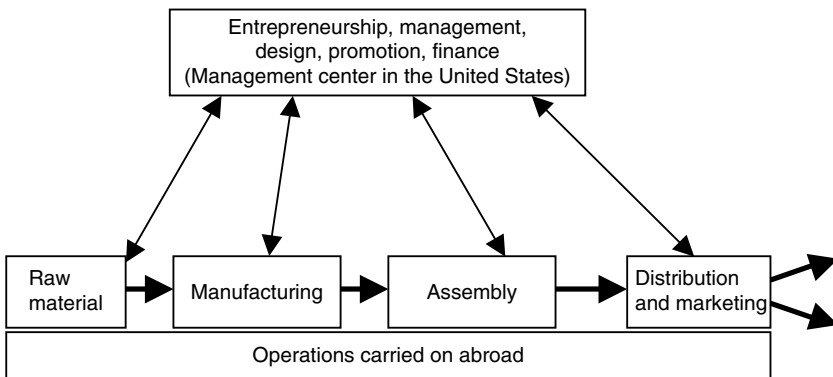 Entrepreneurship, management,
design, promotion, finance
(Management center in the United States)
Raw
material
Manufacturing
Assembly
Distribution
and marketing
Operations carried on abroad